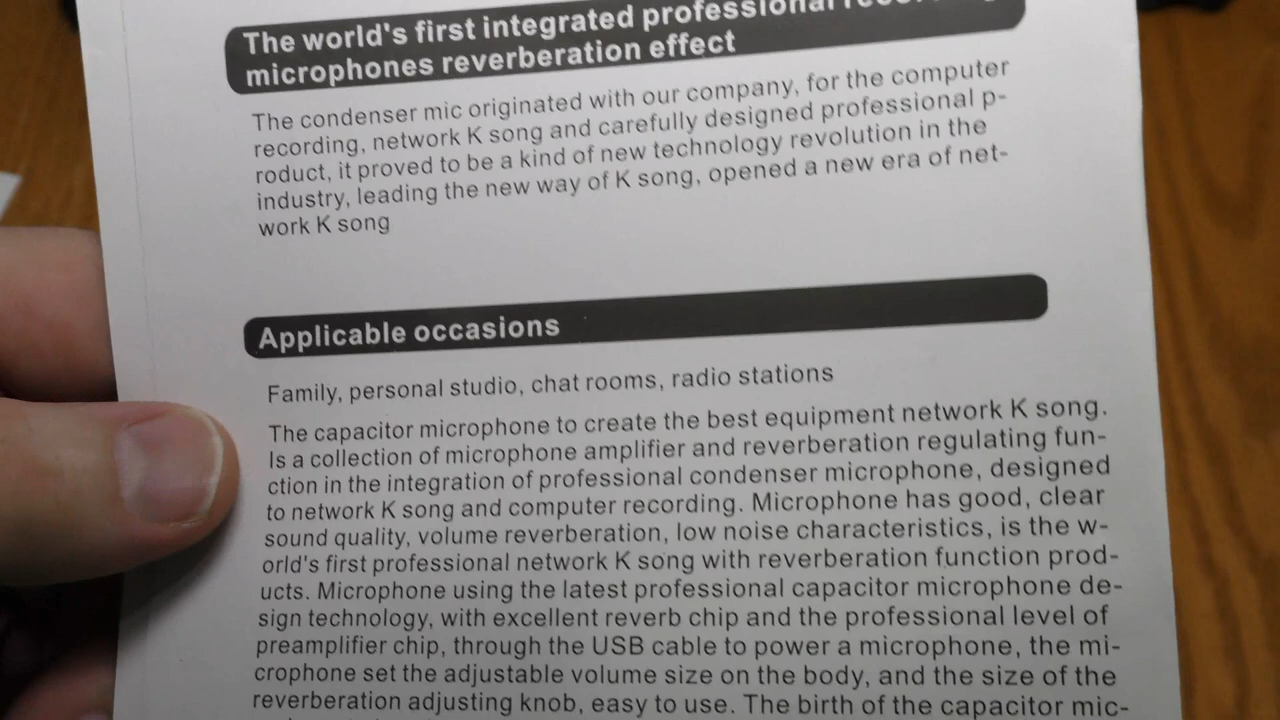 The world's first integrated professional
microphones reverberation effect
The condenser mic originated with our company, for the computer
recording, network K song and carefully designed professional p-
roduct, it proved to be a kind of new technology revolution in the
industry, leading the new way of K song, opened a new era of net-
work K song
Applicable occasions
Family, personal studio, chat rooms, radio stations
The capacitor microphone to create the best equipment network K song.
Is a collection of microphone amplifier and reverberation regulating fun-
ction in the integration of professional condenser microphone, designed
to network K song and computer recording. Microphone has good, clear
sound quality, volume reverberation, low noise characteristics, is the w-
orld's first professional network K song with reverberation function prod-
ucts. Microphone using the latest professional capacitor microphone de-
sign technology, with excellent reverb chip and the professional level of
preamplifier chip, through the USB cable to power a microphone, the mi-
crophone set the adjustable volume size on the body, and the size of the
reverberation adjusting knob, easy to use. The birth of the capacitor mic-